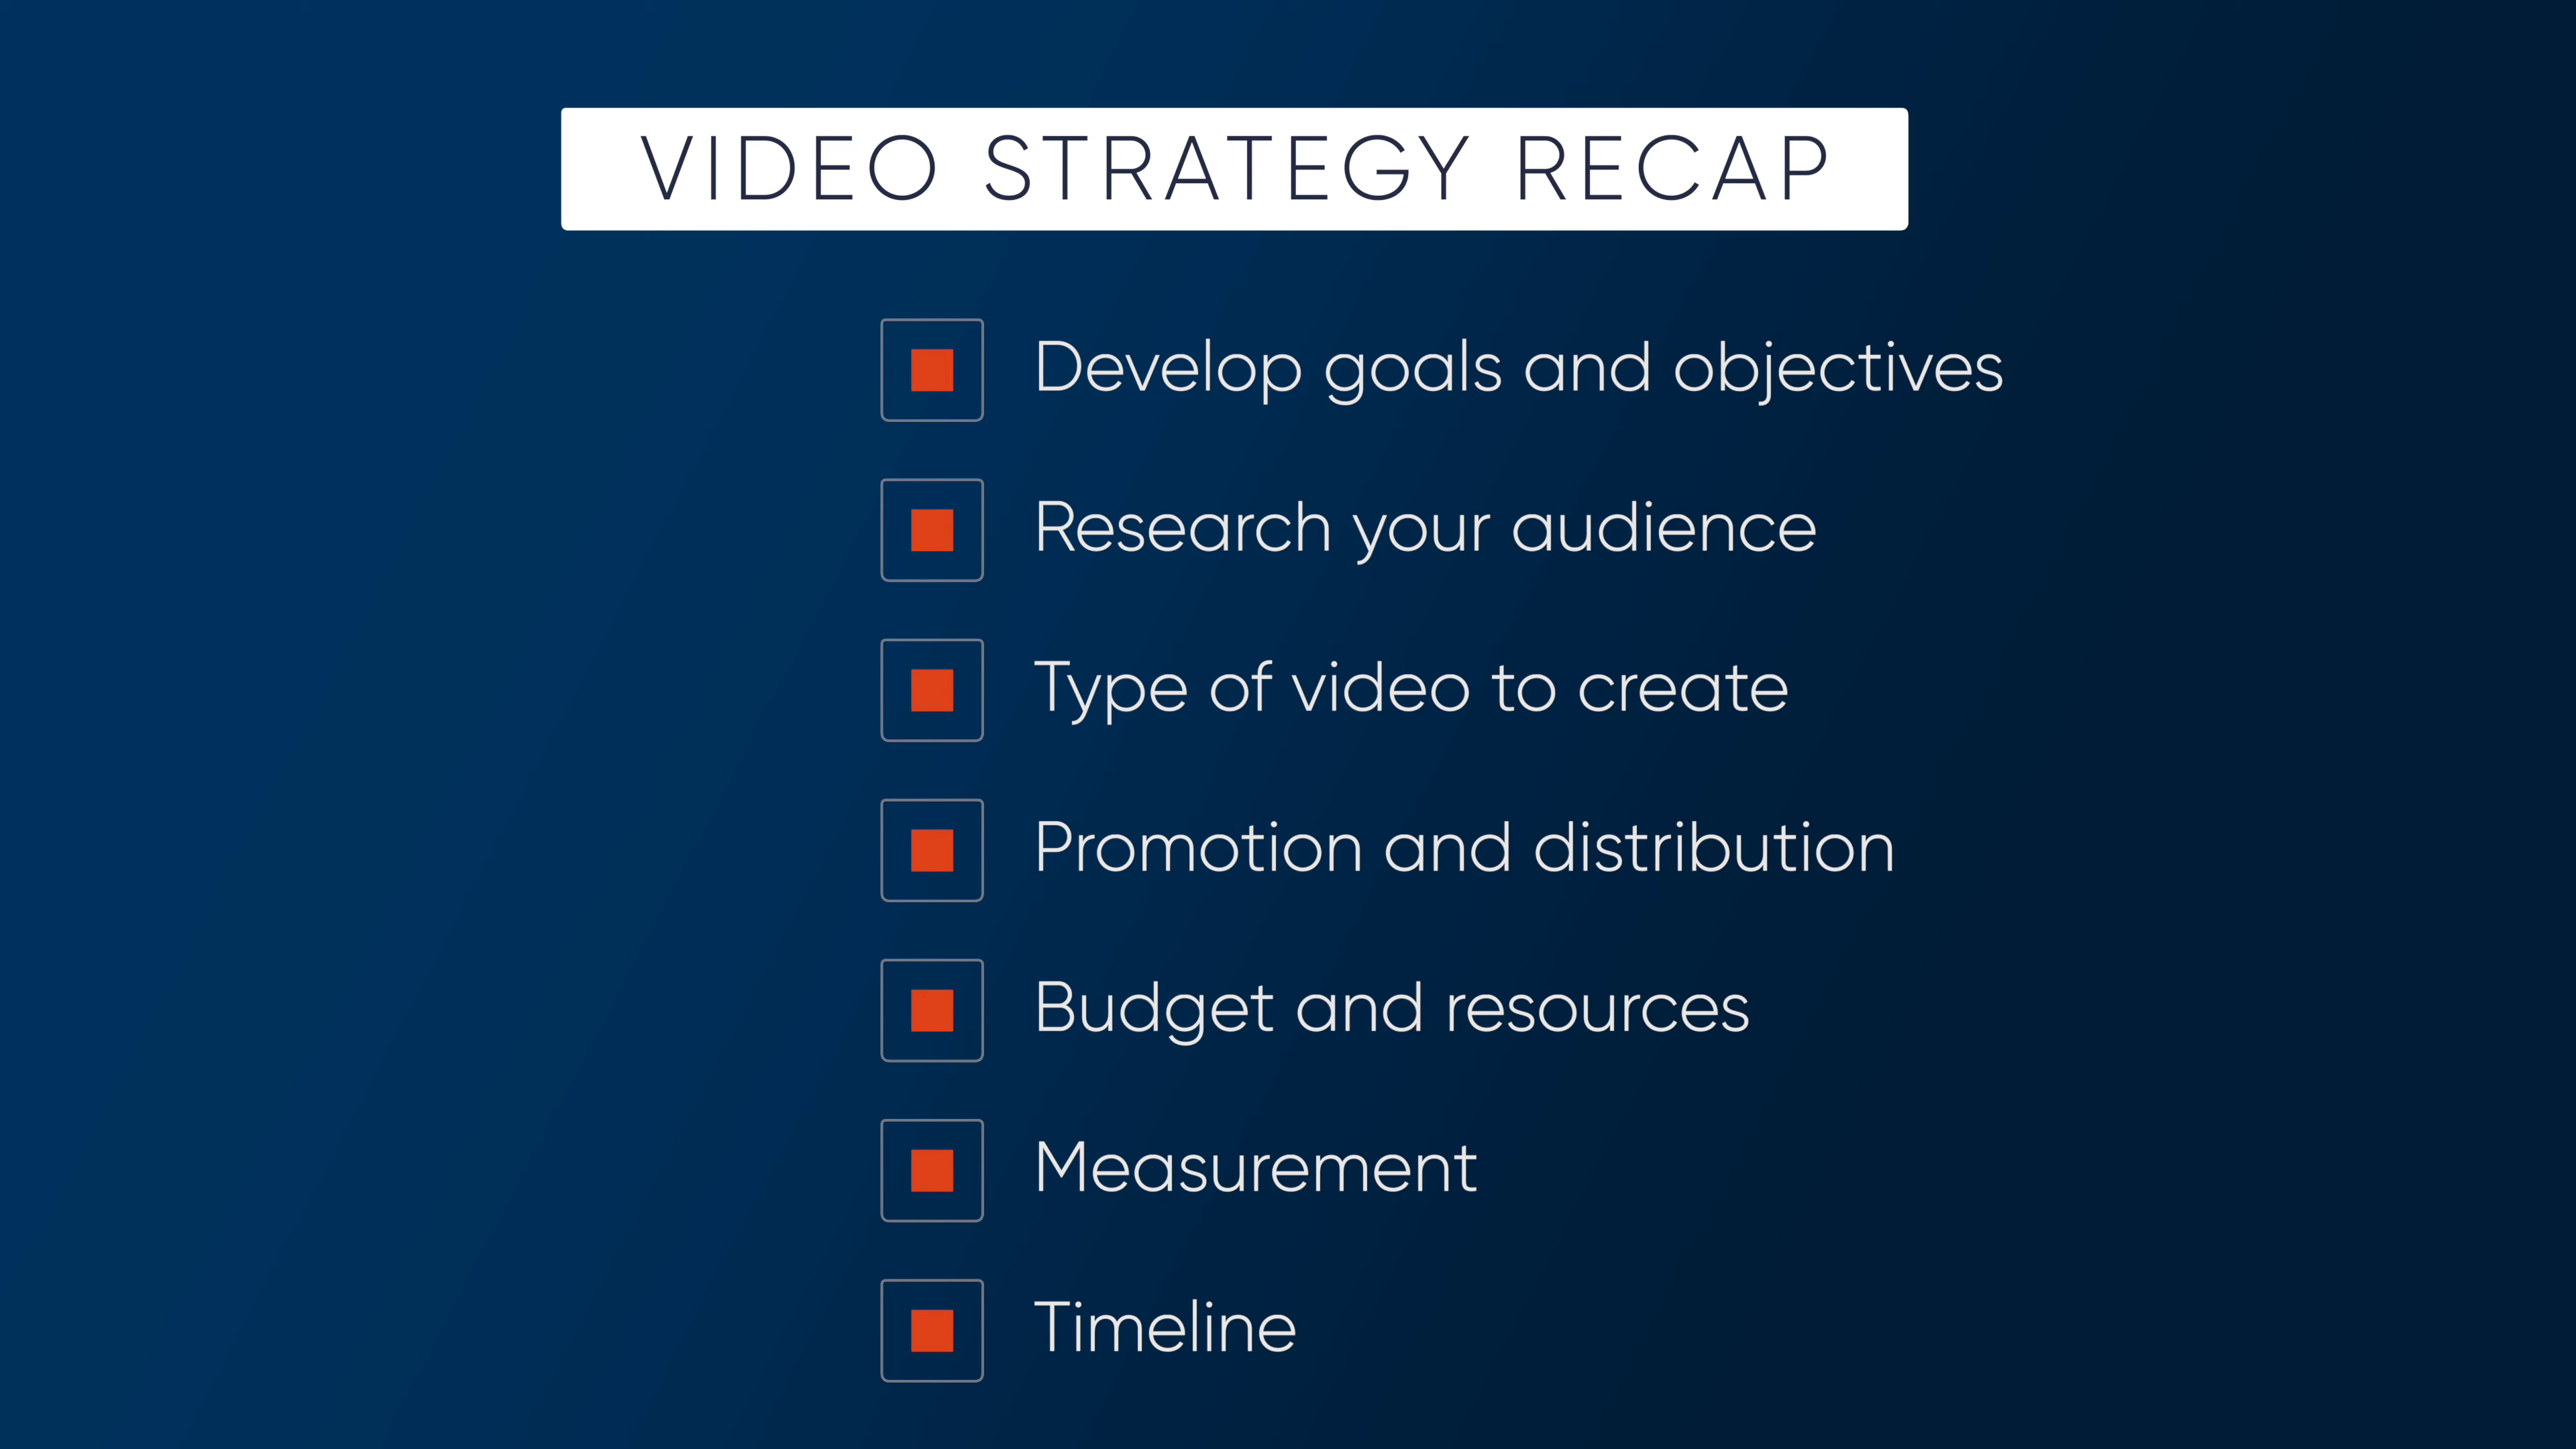 VIDEO STRATEGY RECAP
Develop goals and objectives
Research your audience
Type of video to create
Promotion and distribution
Budget and resources
Measurement
Timeline